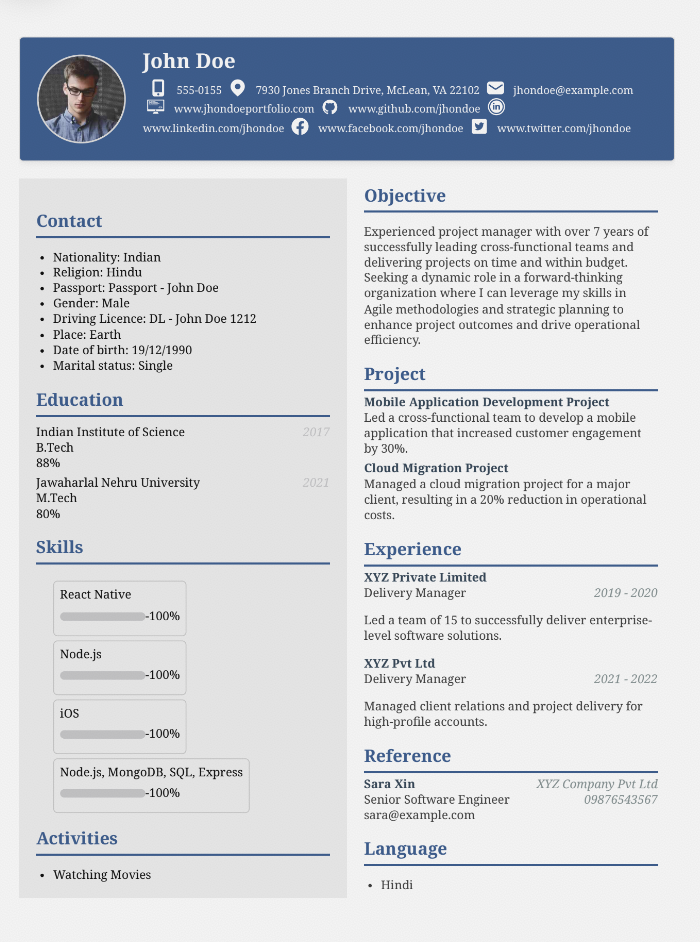 John Doe
555-0155 7930 Jones Branch Drive, McLean, VA 22102 jhondoe@example.com
www.jhondoeportfolio.com www.github.com/jhondoe in
www.linkedin.com/jhondoe www.facebook.com/jhondoe www.twitter.com/jhondoe
Contact
• Nationality: Indian
• Religion: Hindu
• Passport: Passport - John Doe
• Gender: Male
• Driving Licence: DL - John Doe 1212
• Place: Earth
• Date of birth: 19/12/1990
• Marital status: Single
Education
Indian Institute of Science 2017
B.Tech
88%
Jawaharlal Nehru University 2021
M.Tech
80%
Skills
React Native
-100%
Node.js
-100%
iOS
-100%
Node.js, MongoDB, SQL, Express
-100%
Activities
• Watching Movies
Objective
Experienced project manager with over 7 years of
successfully leading cross-functional teams and
delivering projects on time and within budget.
Seeking a dynamic role in a forward-thinking
organization where I can leverage my skills in
Agile methodologies and strategic planning to
enhance project outcomes and drive operational
efficiency.
Project
Mobile Application Development Project
Led a cross-functional team to develop a mobile
application that increased customer engagement
by 30%.
Cloud Migration Project
Managed a cloud migration project for a major
client, resulting in a 20% reduction in operational
costs.
Experience
XYZ Private Limited
Delivery Manager 2019 - 2020
Led a team of 15 to successfully deliver enterprise-
level software solutions.
XYZ Pvt Ltd
Delivery Manager 2021 - 2022
Managed client relations and project delivery for
high-profile accounts.
Reference
Sara Xin XYZ Company Pvt Ltd
Senior Software Engineer 09876543567
sara@example.com
Language
• Hindi